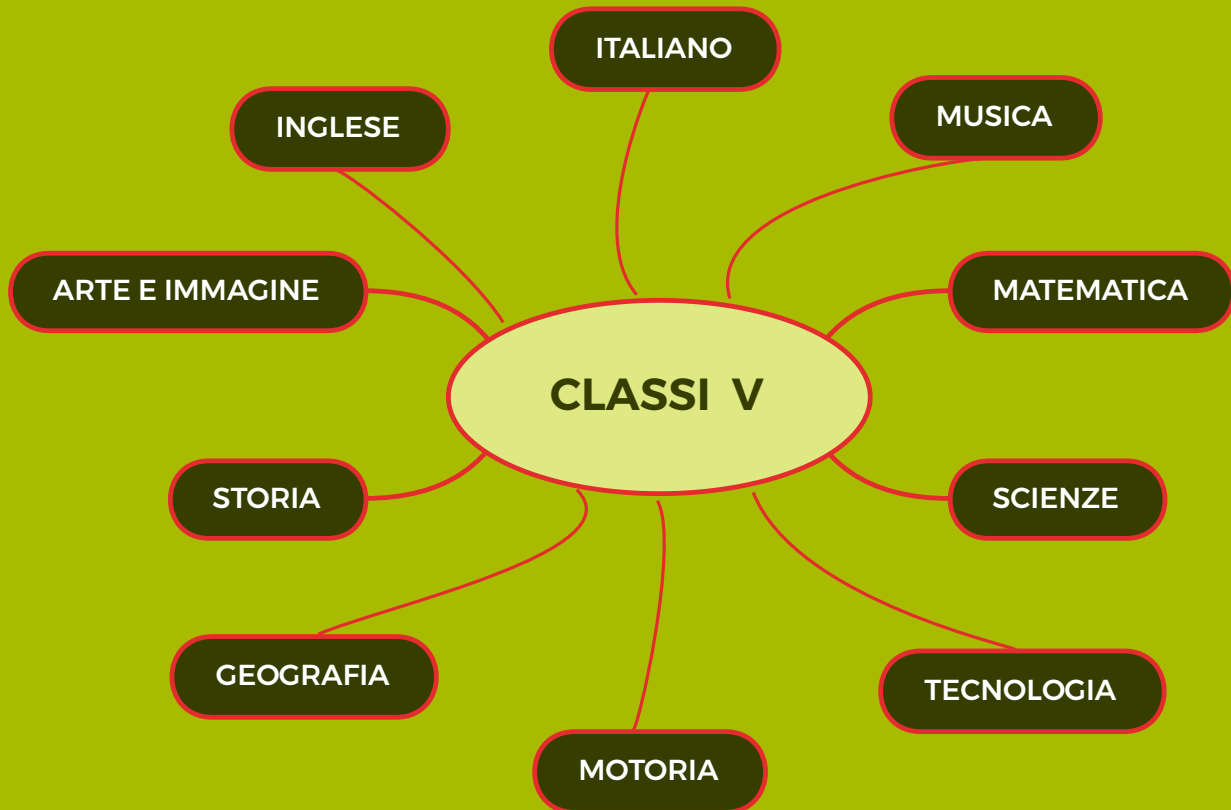 ITALIANO
MUSICA
INGLESE
ARTE E IMMAGINE
MATEMATICA
CLASSI V
STORIA
SCIENZE
GEOGRAFIA
TECNOLOGIA
MOTORIA